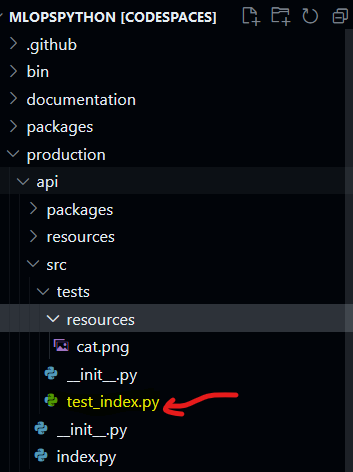 MLOPSPYTHON [CODESPACES]
.github
bin
documentation
packages
production
api
packages
resources
src
tests
resources
cat.png
__init__.py
test_index.py
__init__.py
index.py